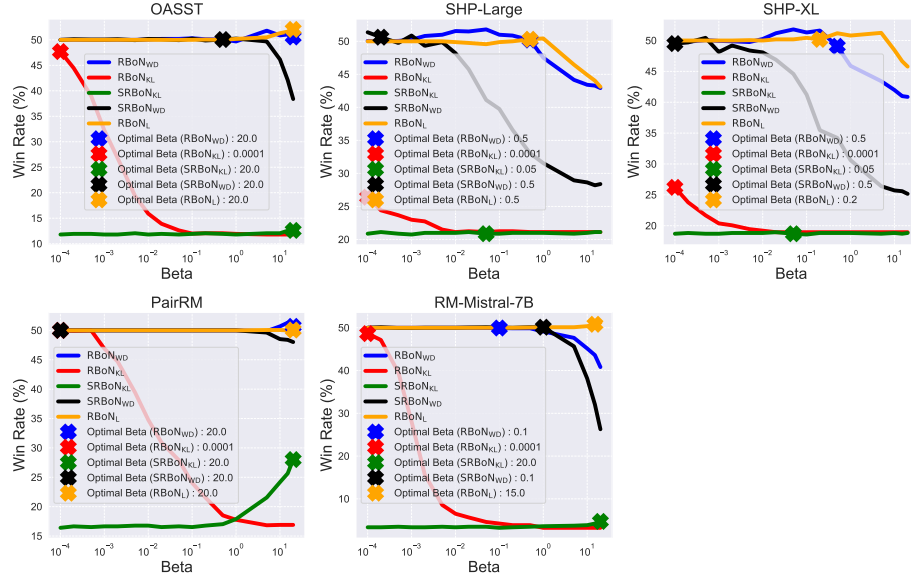 OASST
Win Rate (%)
50
45
40
35
30
25
20
15
10
RBoN_WD
RBoN_KL
SRBoN_KL
SRBoN_WD
RBoN_L
Optimal Beta (RBoN_WD) : 20.0
Optimal Beta (RBoN_KL) : 0.0001
Optimal Beta (SRBoN_KL) : 20.0
Optimal Beta (SRBoN_WD) : 20.0
Optimal Beta (RBoN_L) : 20.0
10⁻⁴ 10⁻³ 10⁻² 10⁻¹ 10⁰ 10¹
Beta
SHP-Large
Win Rate (%)
50
45
40
35
30
25
20
RBoN_WD
RBoN_KL
SRBoN_KL
SRBoN_WD
RBoN_L
Optimal Beta (RBoN_WD) : 0.5
Optimal Beta (RBoN_KL) : 0.0001
Optimal Beta (SRBoN_KL) : 0.05
Optimal Beta (SRBoN_WD) : 0.5
Optimal Beta (RBoN_L) : 0.5
10⁻⁴ 10⁻³ 10⁻² 10⁻¹ 10⁰ 10¹
Beta
SHP-XL
Win Rate (%)
50
45
40
35
30
25
20
RBoN_WD
RBoN_KL
SRBoN_KL
SRBoN_WD
RBoN_L
Optimal Beta (RBoN_WD) : 0.5
Optimal Beta (RBoN_KL) : 0.0001
Optimal Beta (SRBoN_KL) : 0.05
Optimal Beta (SRBoN_WD) : 0.5
Optimal Beta (RBoN_L) : 0.2
10⁻⁴ 10⁻³ 10⁻² 10⁻¹ 10⁰ 10¹
Beta
PairRM
Win Rate (%)
50
45
40
35
30
25
20
15
RBoN_WD
RBoN_KL
SRBoN_KL
SRBoN_WD
RBoN_L
Optimal Beta (RBoN_WD) : 20.0
Optimal Beta (RBoN_KL) : 0.0001
Optimal Beta (SRBoN_KL) : 20.0
Optimal Beta (SRBoN_WD) : 20.0
Optimal Beta (RBoN_L) : 20.0
10⁻⁴ 10⁻³ 10⁻² 10⁻¹ 10⁰ 10¹
Beta
RM-Mistral-7B
Win Rate (%)
50
40
30
20
10
RBoN_WD
RBoN_KL
SRBoN_KL
SRBoN_WD
RBoN_L
Optimal Beta (RBoN_WD) : 0.1
Optimal Beta (RBoN_KL) : 0.0001
Optimal Beta (SRBoN_KL) : 20.0
Optimal Beta (SRBoN_WD) : 0.1
Optimal Beta (RBoN_L) : 15.0
10⁻⁴ 10⁻³ 10⁻² 10⁻¹ 10⁰ 10¹
Beta